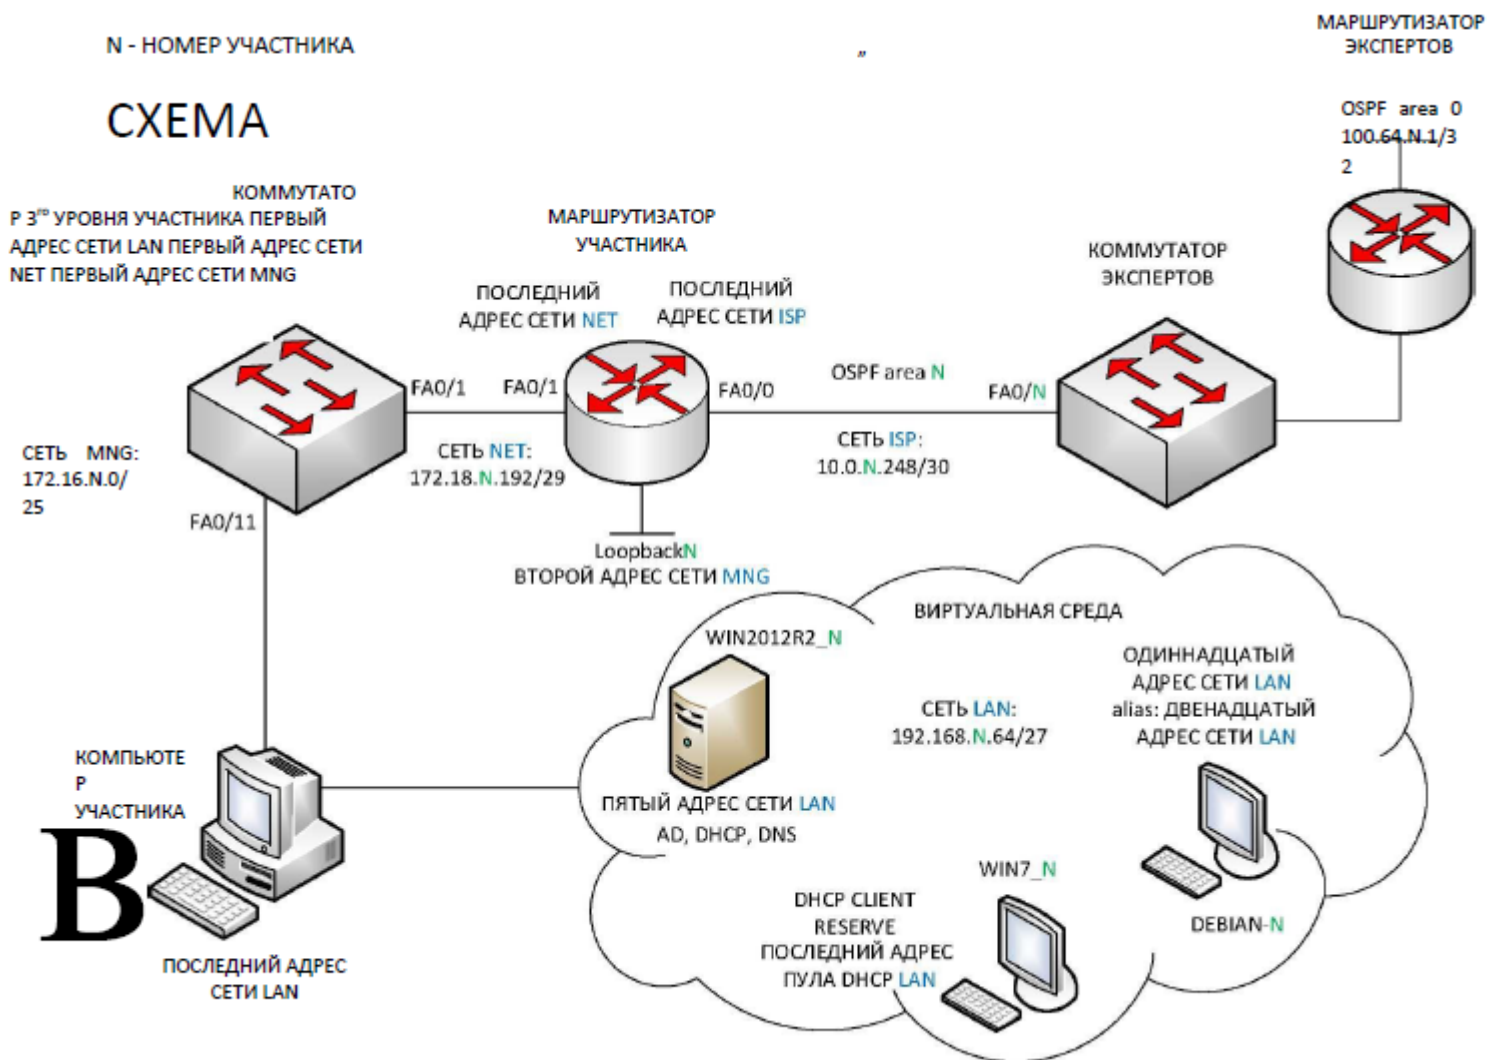 N - НОМЕР УЧАСТНИКА
„
МАРШРУТИЗАТОР
ЭКСПЕРТОВ
СХЕМА
OSPF area 0
100.64.N.1/3
2
КОММУТАТО
Р 3го УРОВНЯ УЧАСТНИКА ПЕРВЫЙ
АДРЕС СЕТИ LAN ПЕРВЫЙ АДРЕС СЕТИ
NET ПЕРВЫЙ АДРЕС СЕТИ MNG
МАРШРУТИЗАТОР
УЧАСТНИКА
КОММУТАТОР
ЭКСПЕРТОВ
ПОСЛЕДНИЙ
АДРЕС СЕТИ NET
ПОСЛЕДНИЙ
АДРЕС СЕТИ ISP
FA0/1
FA0/1
FA0/0
OSPF area N
FA0/N
СЕТЬ MNG:
172.16.N.0/
25
СЕТЬ NET:
172.18.N.192/29
СЕТЬ ISP:
10.0.N.248/30
FA0/11
LoopbackN
ВТОРОЙ АДРЕС СЕТИ MNG
ВИРТУАЛЬНАЯ СРЕДА
WIN2012R2_N
ОДИННАДЦАТЫЙ
АДРЕС СЕТИ LAN
alias: ДВЕНАДЦАТЫЙ
АДРЕС СЕТИ LAN
СЕТЬ LAN:
192.168.N.64/27
КОМПЬЮТЕ
Р
УЧАСТНИКА
В
ПЯТЫЙ АДРЕС СЕТИ LAN
AD, DHCP, DNS
WIN7_N
DHCP CLIENT
RESERVE
ПОСЛЕДНИЙ АДРЕС
ПУЛА DHCP LAN
DEBIAN-N
ПОСЛЕДНИЙ АДРЕС
СЕТИ LAN